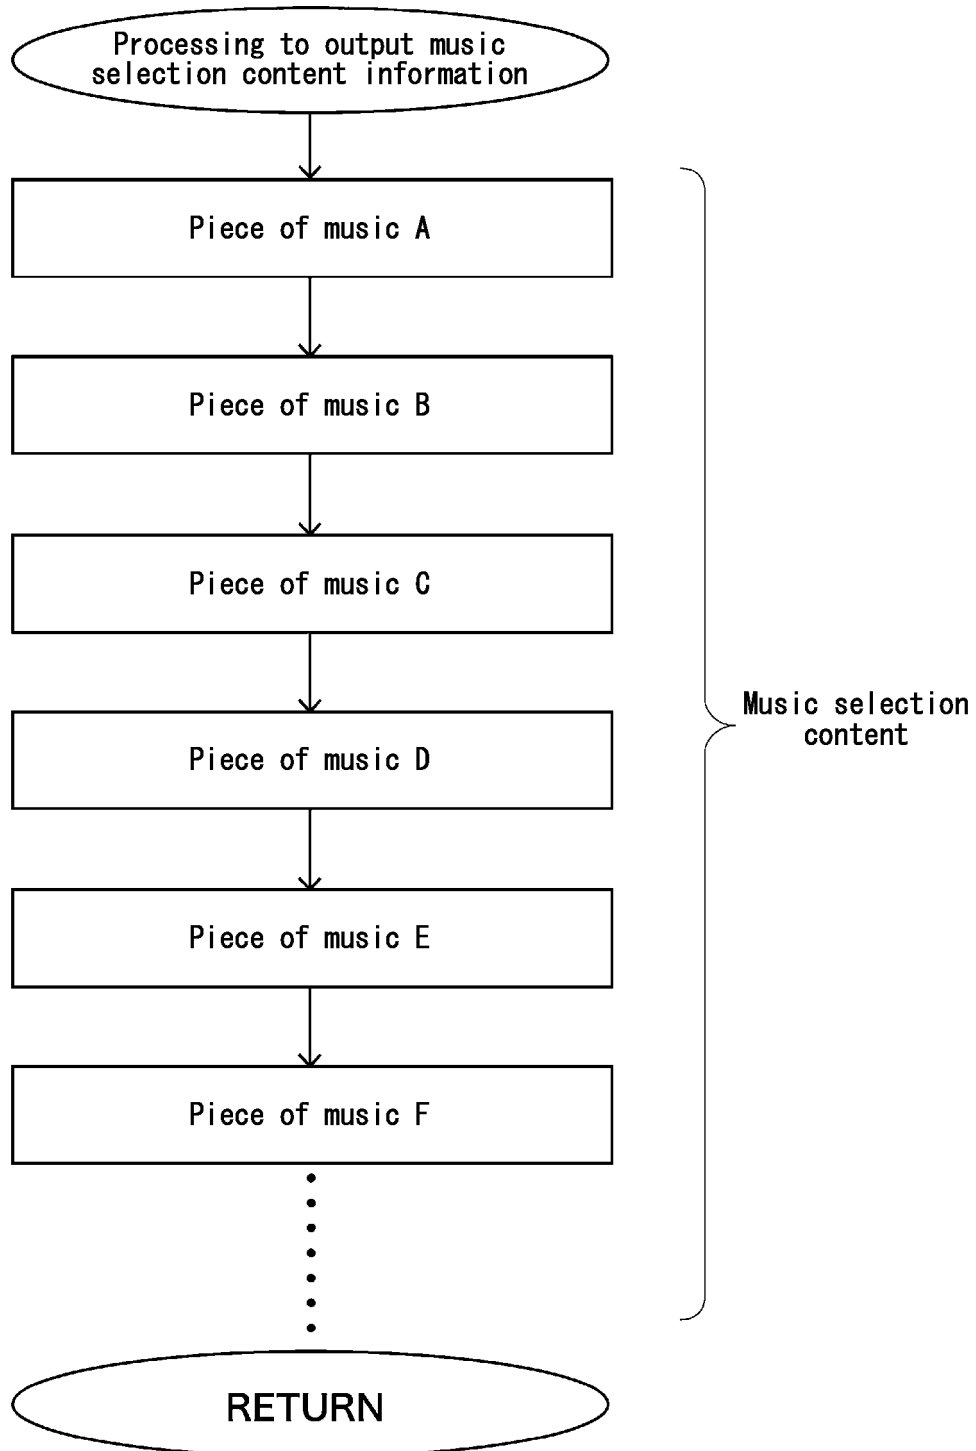 Processing to output music
selection content information
Piece of music A
Piece of music B
Piece of music C
Piece of music D
Piece of music E
Piece of music F
Music selection
content
RETURN